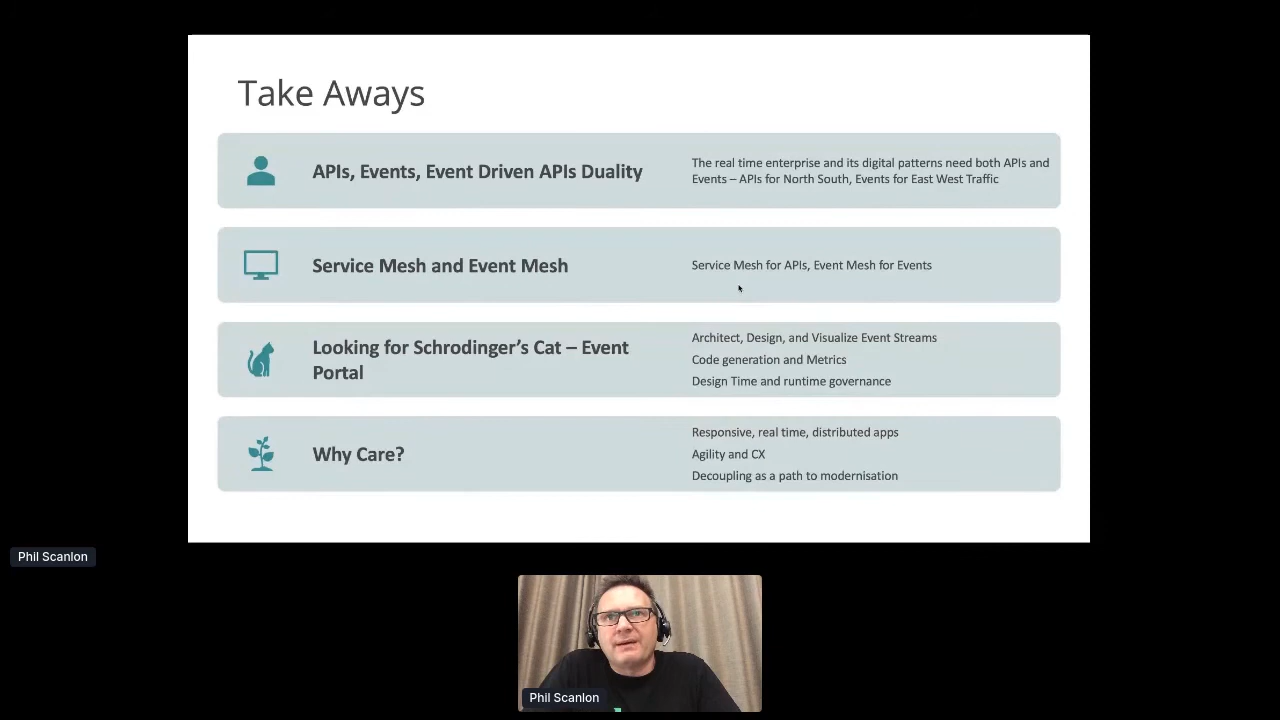 Take Aways
APIs, Events, Event Driven APIs Duality
The real time enterprise and its digital patterns need both APIs and
Events – APIs for North South, Events for East West Traffic
Service Mesh and Event Mesh
Service Mesh for APIs, Event Mesh for Events
Looking for Schrodinger's Cat – Event
Portal
Architect, Design, and Visualize Event Streams
Code generation and Metrics
Design Time and runtime governance
Why Care?
Responsive, real time, distributed apps
Agility and CX
Decoupling as a path to modernisation
Phil Scanlon
Phil Scanlon